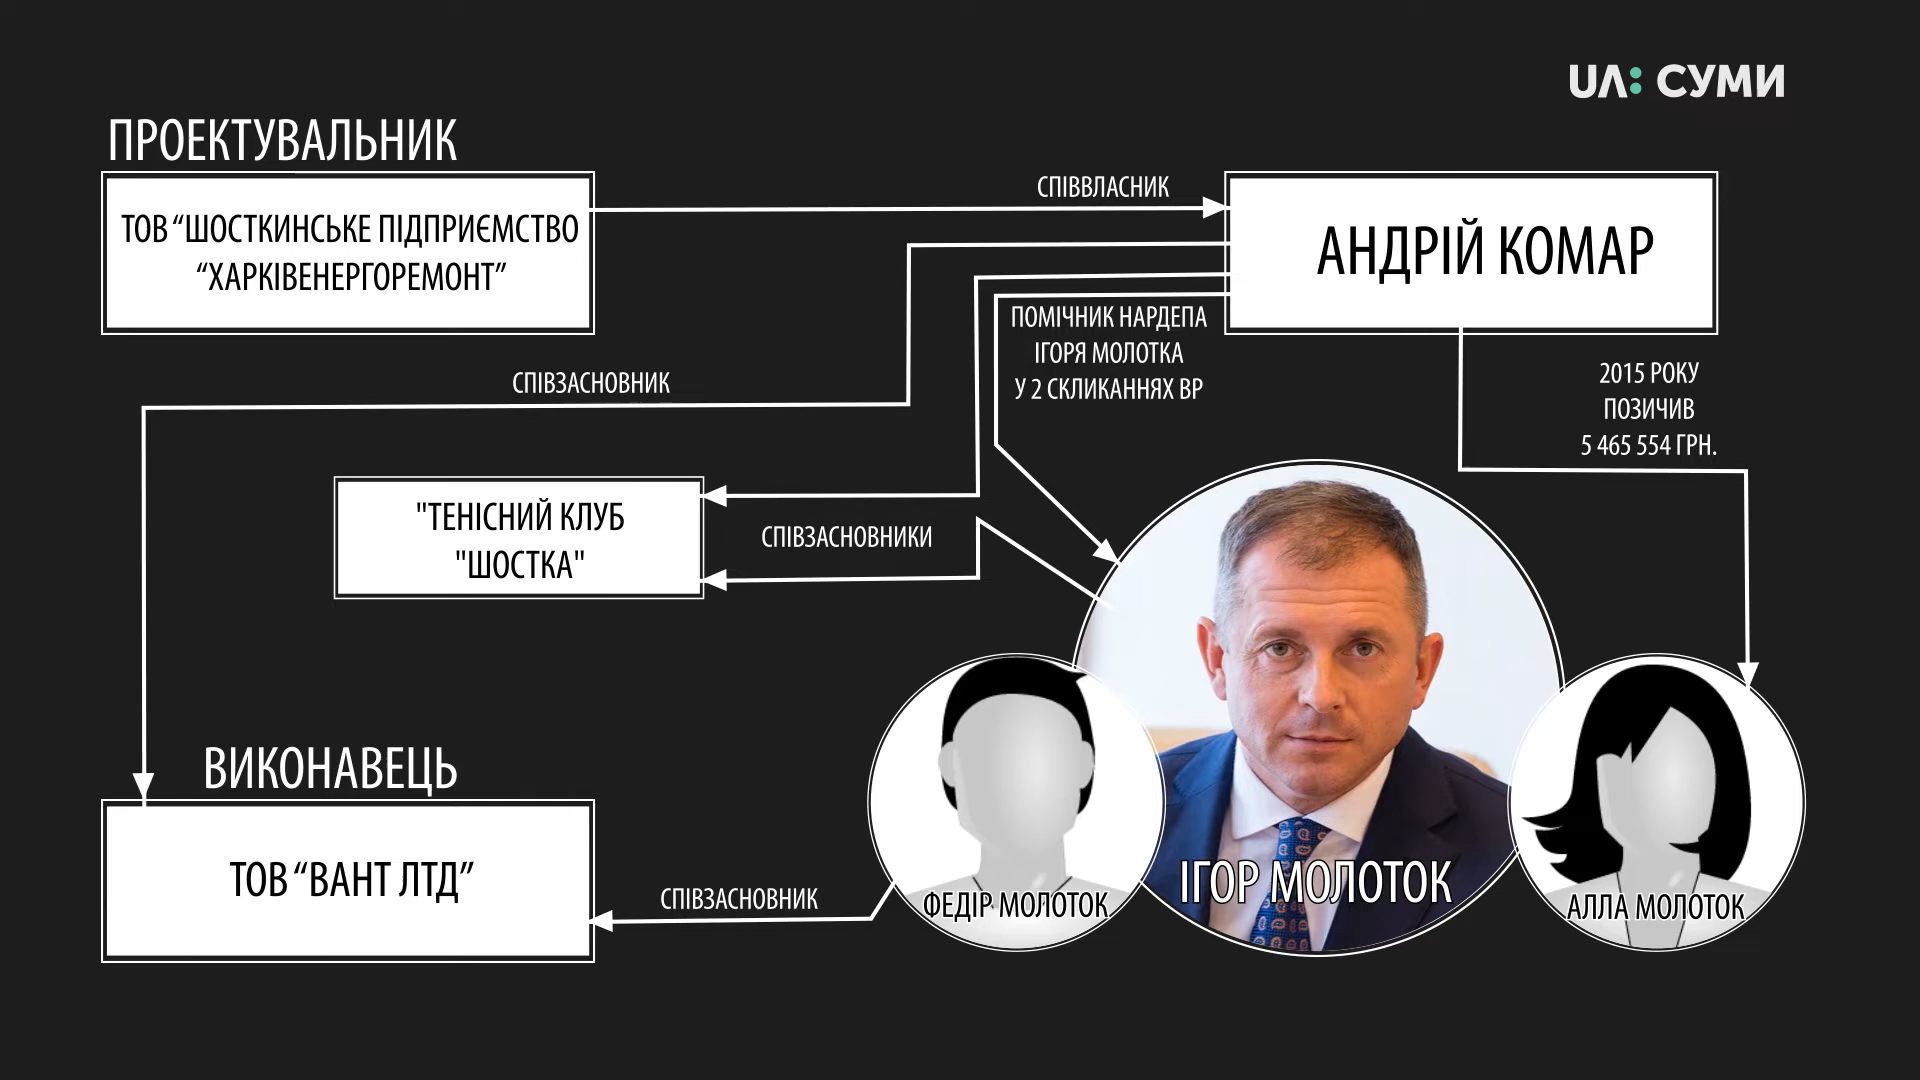 UA: СУМИ
ПРОЕКТУВАЛЬНИК
ТОВ “ШОСТКИНСЬКЕ ПІДПРИЄМСТВО
“ХАРКІВЕНЕРГОРЕМОНТ”
СПІВВЛАСНИК
АНДРІЙ КОМАР
ПОМІЧНИК НАРДЕПА
ІГОРЯ МОЛОТКА
У 2 СКЛИКАННЯХ ВР
2015 РОКУ
ПОЗИЧИВ
5 465 554 ГРН.
СПІВЗАСНОВНИК
"ТЕНІСНИЙ КЛУБ
"ШОСТКА"
СПІВЗАСНОВНИКИ
ВИКОНАВЕЦЬ
ТОВ “ВАНТ ЛТД”
СПІВЗАСНОВНИК
ФЕДІР МОЛОТОК
ІГОР МОЛОТОК
АЛЛА МОЛОТОК